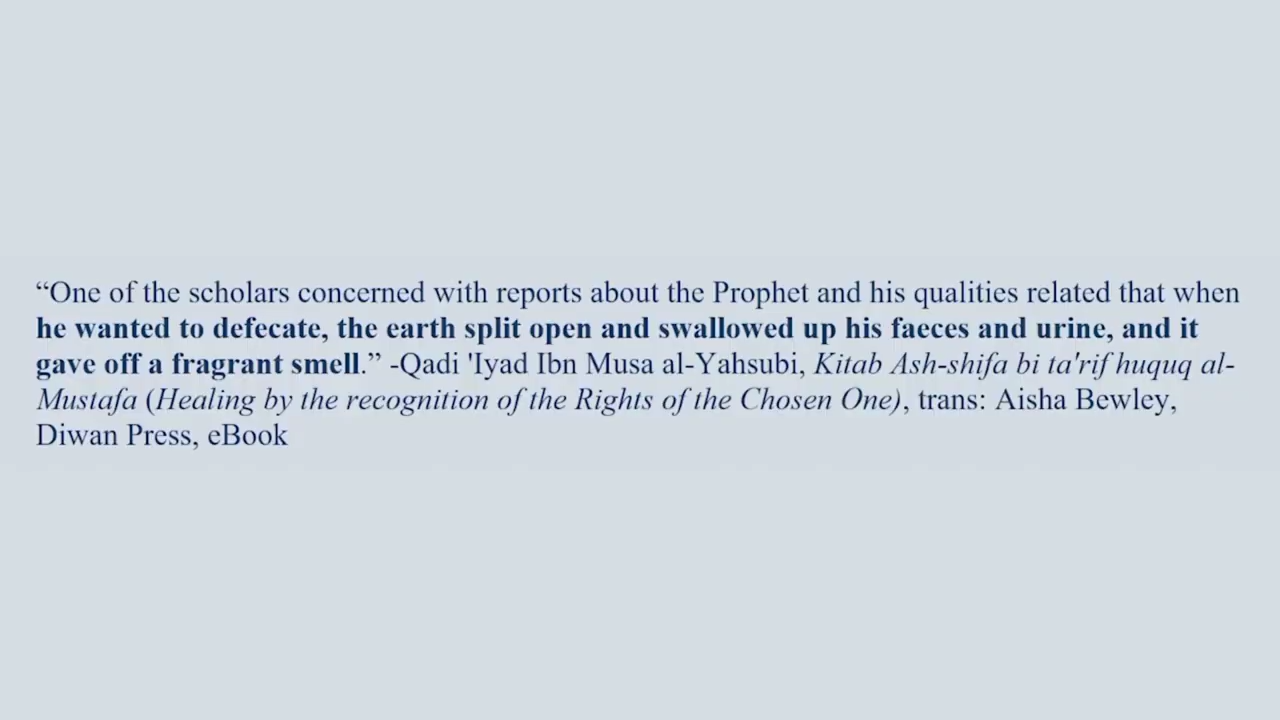 “One of the scholars concerned with reports about the Prophet and his qualities related that when
he wanted to defecate, the earth split open and swallowed up his faeces and urine, and it
gave off a fragrant smell.” -Qadi 'Iyad Ibn Musa al-Yahsubi, Kitab Ash-shifa bi ta'rif huquq al-
Mustafa (Healing by the recognition of the Rights of the Chosen One), trans: Aisha Bewley,
Diwan Press, eBook